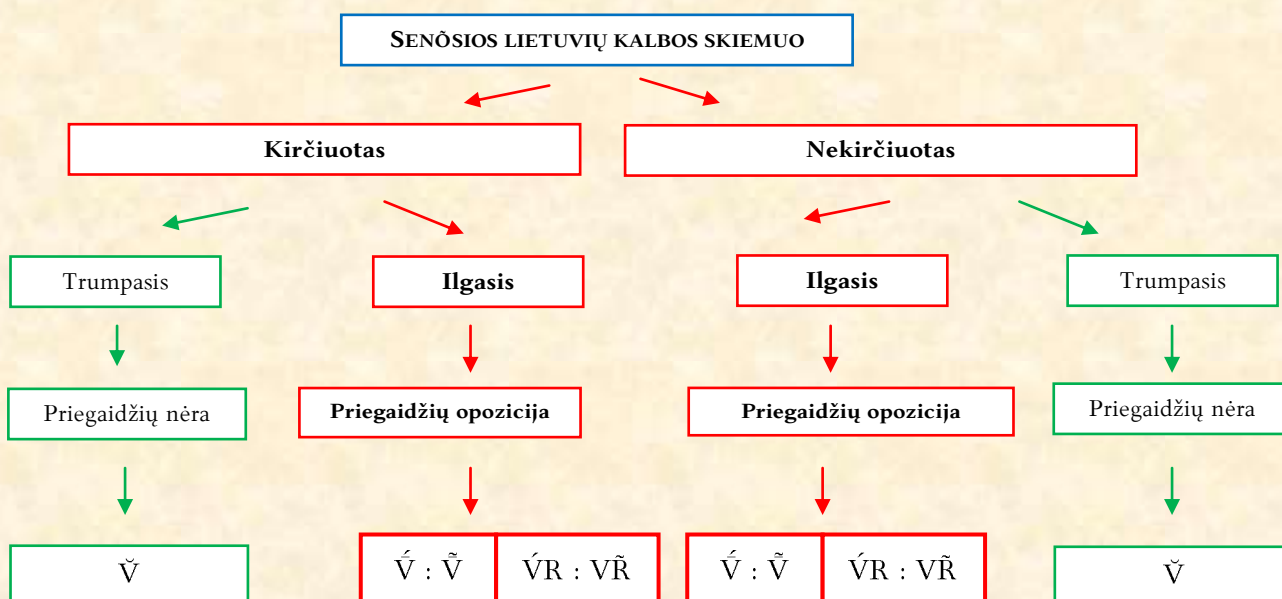 SENÕSIOS LIETUVIŲ KALBOS SKIEMUO
Kirčiuotas
Nekirčiuotas
Trumpasis
Ilgasis
Ilgasis
Trumpasis
Priegaidžių nėra
Priegaidžių opozicija
Priegaidžių opozicija
Priegaidžių nėra
V̆
V̄́ : V̄̃
V́R : VR̃
V̄́ : V̄̃
V́R : VR̃
V̆